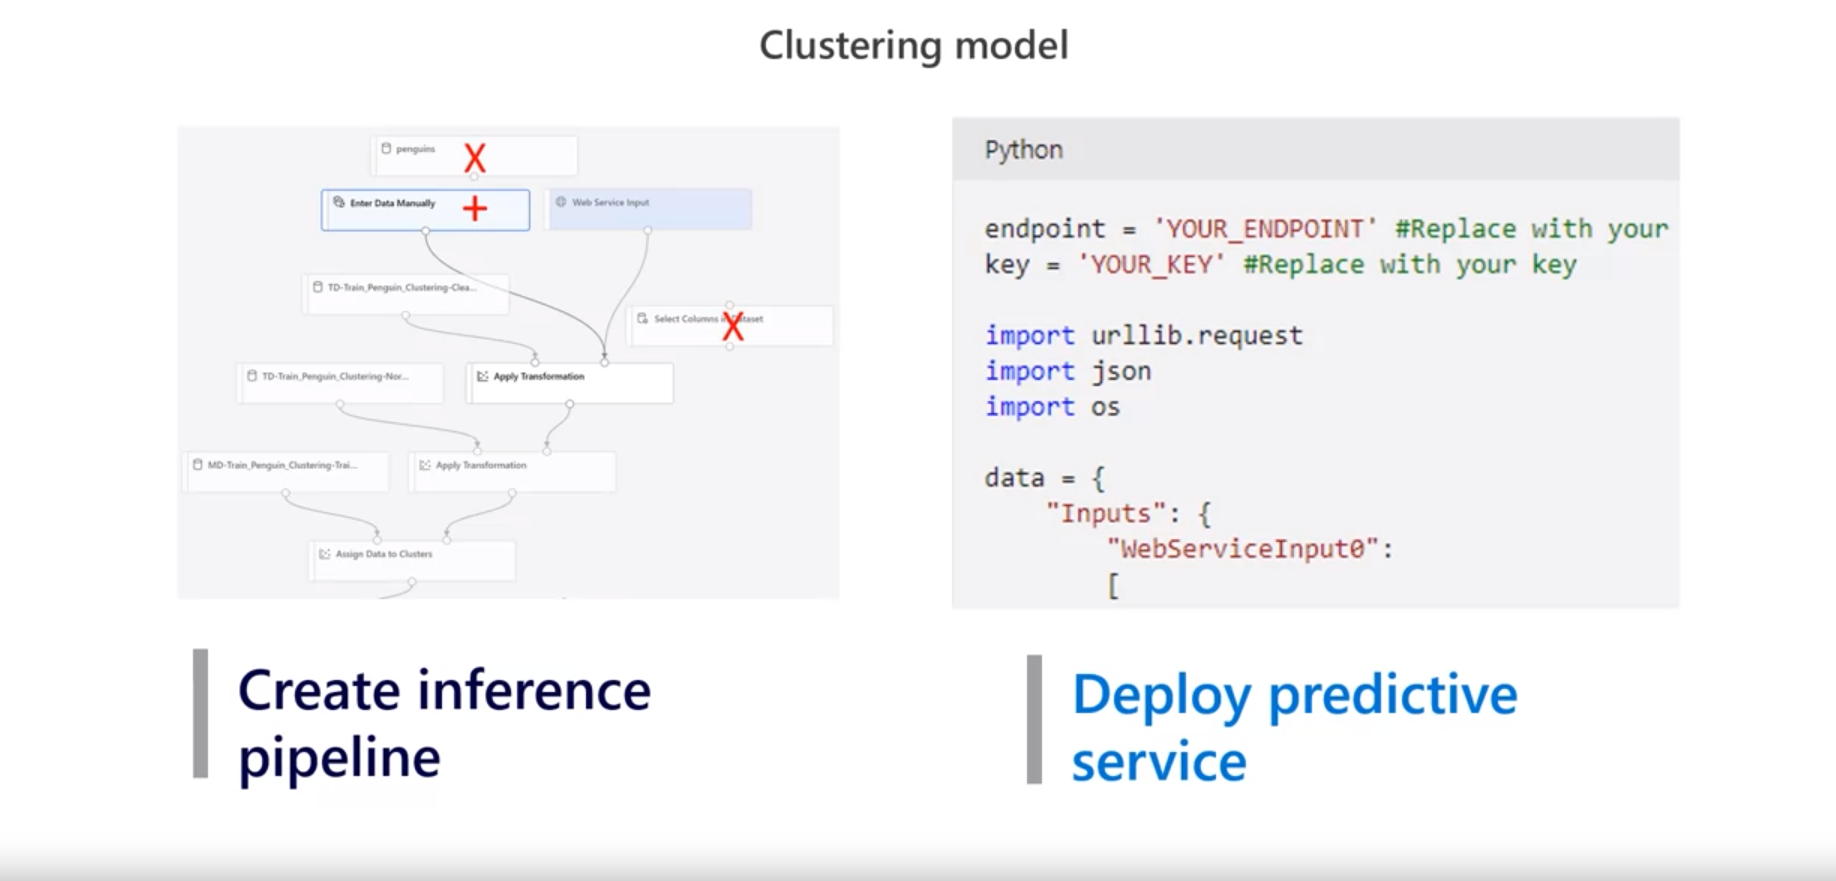 Clustering model
penguins
X
Enter Data Manually
+
Web Service Input
TD-Train_Penguin_Clustering-Clea...
Select Columns in Dataset
X
TD-Train_Penguin_Clustering-Nor...
Apply Transformation
MD-Train_Penguin_Clustering-Trai...
Apply Transformation
Assign Data to Clusters
Create inference
pipeline
Python
endpoint = 'YOUR_ENDPOINT' #Replace with your
key = 'YOUR_KEY' #Replace with your key
import urllib.request
import json
import os
data = {
"Inputs": {
"WebServiceInput0":
[
Deploy predictive
service